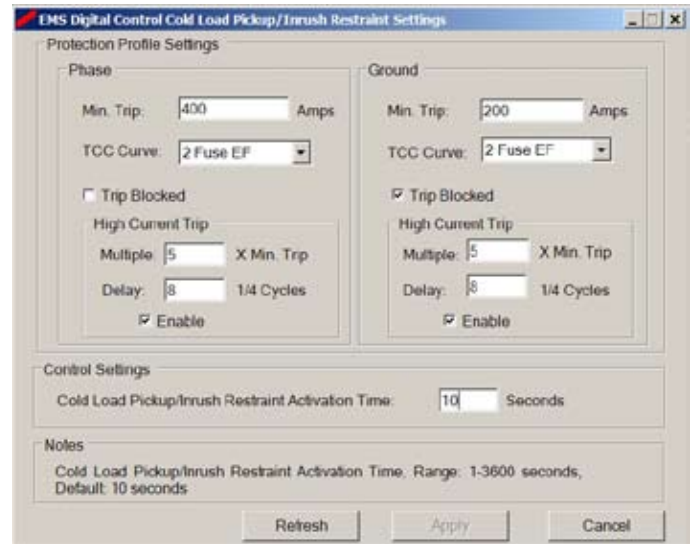 EMS Digital Control Cold Load Pickup/Inrush Restraint Settings
Protection Profile Settings
Phase
Min. Trip: 400 Amps
TCC Curve: 2 Fuse EF
Trip Blocked
High Current Trip
Multiple: 5 X Min. Trip
Delay: 8 1/4 Cycles
Enable
Ground
Min. Trip: 200 Amps
TCC Curve: 2 Fuse EF
Trip Blocked
High Current Trip
Multiple: 5 X Min. Trip
Delay: 8 1/4 Cycles
Enable
Control Settings
Cold Load Pickup/Inrush Restraint Activation Time: 10 Seconds
Notes
Cold Load Pickup/Inrush Restraint Activation Time, Range: 1-3600 seconds,
Default: 10 seconds
Refresh Apply Cancel